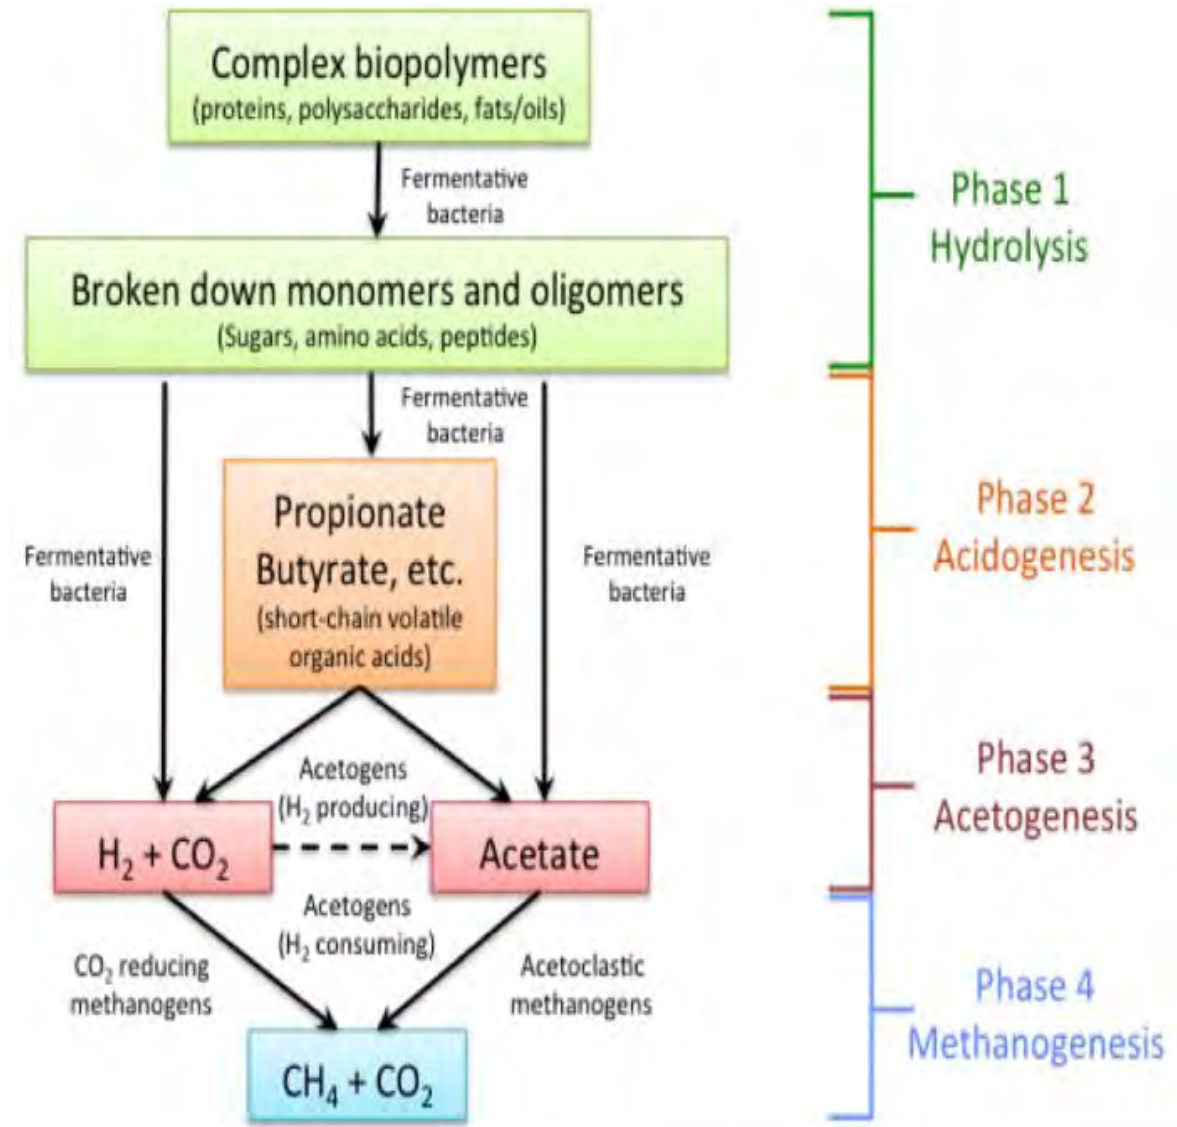 Complex biopolymers
(proteins, polysaccharides, fats/oils)
Fermentative
bacteria
Phase 1
Hydrolysis
Broken down monomers and oligomers
(Sugars, amino acids, peptides)
Fermentative
bacteria
Propionate
Butyrate, etc.
(short-chain volatile
organic acids)
Fermentative
bacteria
Fermentative
bacteria
Phase 2
Acidogenesis
Acetogens
(H₂ producing)
H₂ + CO₂
Acetate
Acetogens
(H₂ consuming)
Phase 3
Acetogenesis
CO₂ reducing
methanogens
Acetoclastic
methanogens
CH₄ + CO₂
Phase 4
Methanogenesis